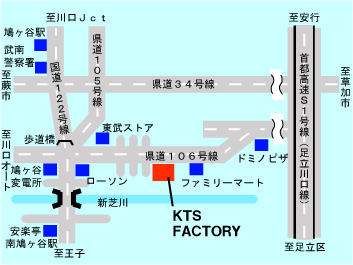 至川口Ｊｃｔ
至安行
鳩ヶ谷駅
武南
警察署
国道１２２号線
県道１０５号線
首都高速Ｓ１号線（足立川口線）
至蕨市
県道３４号線
至草加市
東武ストア
歩道橋
至川口オート
県道１０６号線
ドミノピザ
鳩ヶ谷
変電所
ローソン
ファミリーマート
新芝川
KTS
FACTORY
安楽亭
南鳩ヶ谷駅
至王子
至足立区